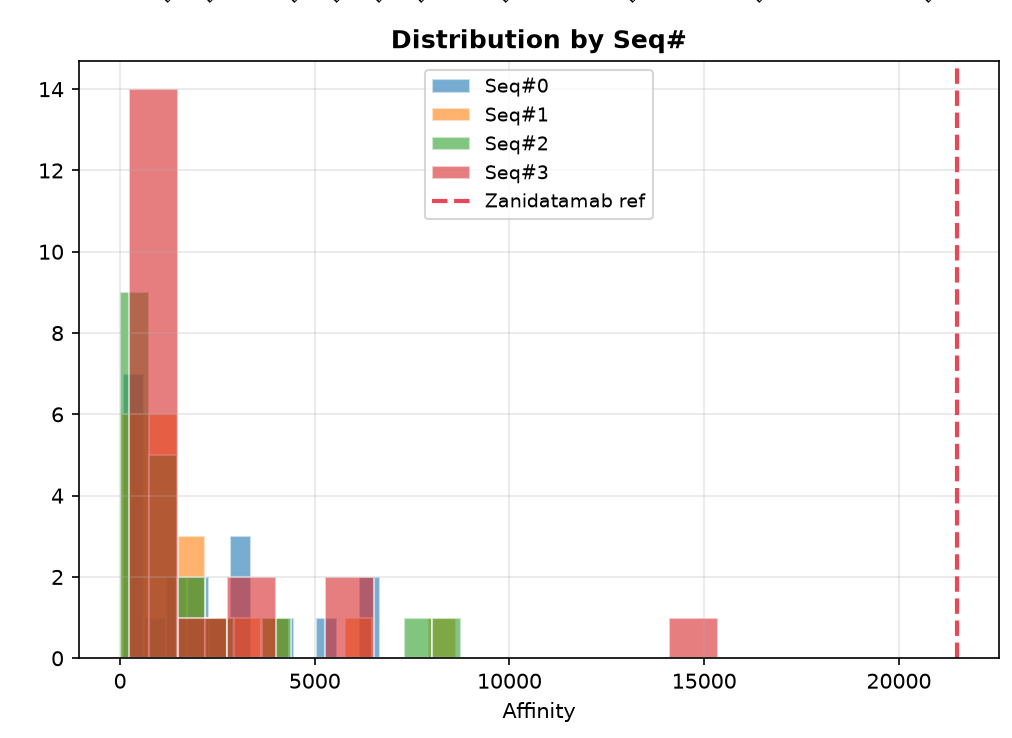 Distribution by Seq#
Seq#0
Seq#1
Seq#2
Seq#3
Zanidatamab ref
14
12
10
8
6
4
2
0
0 5000 10000 15000 20000
Affinity